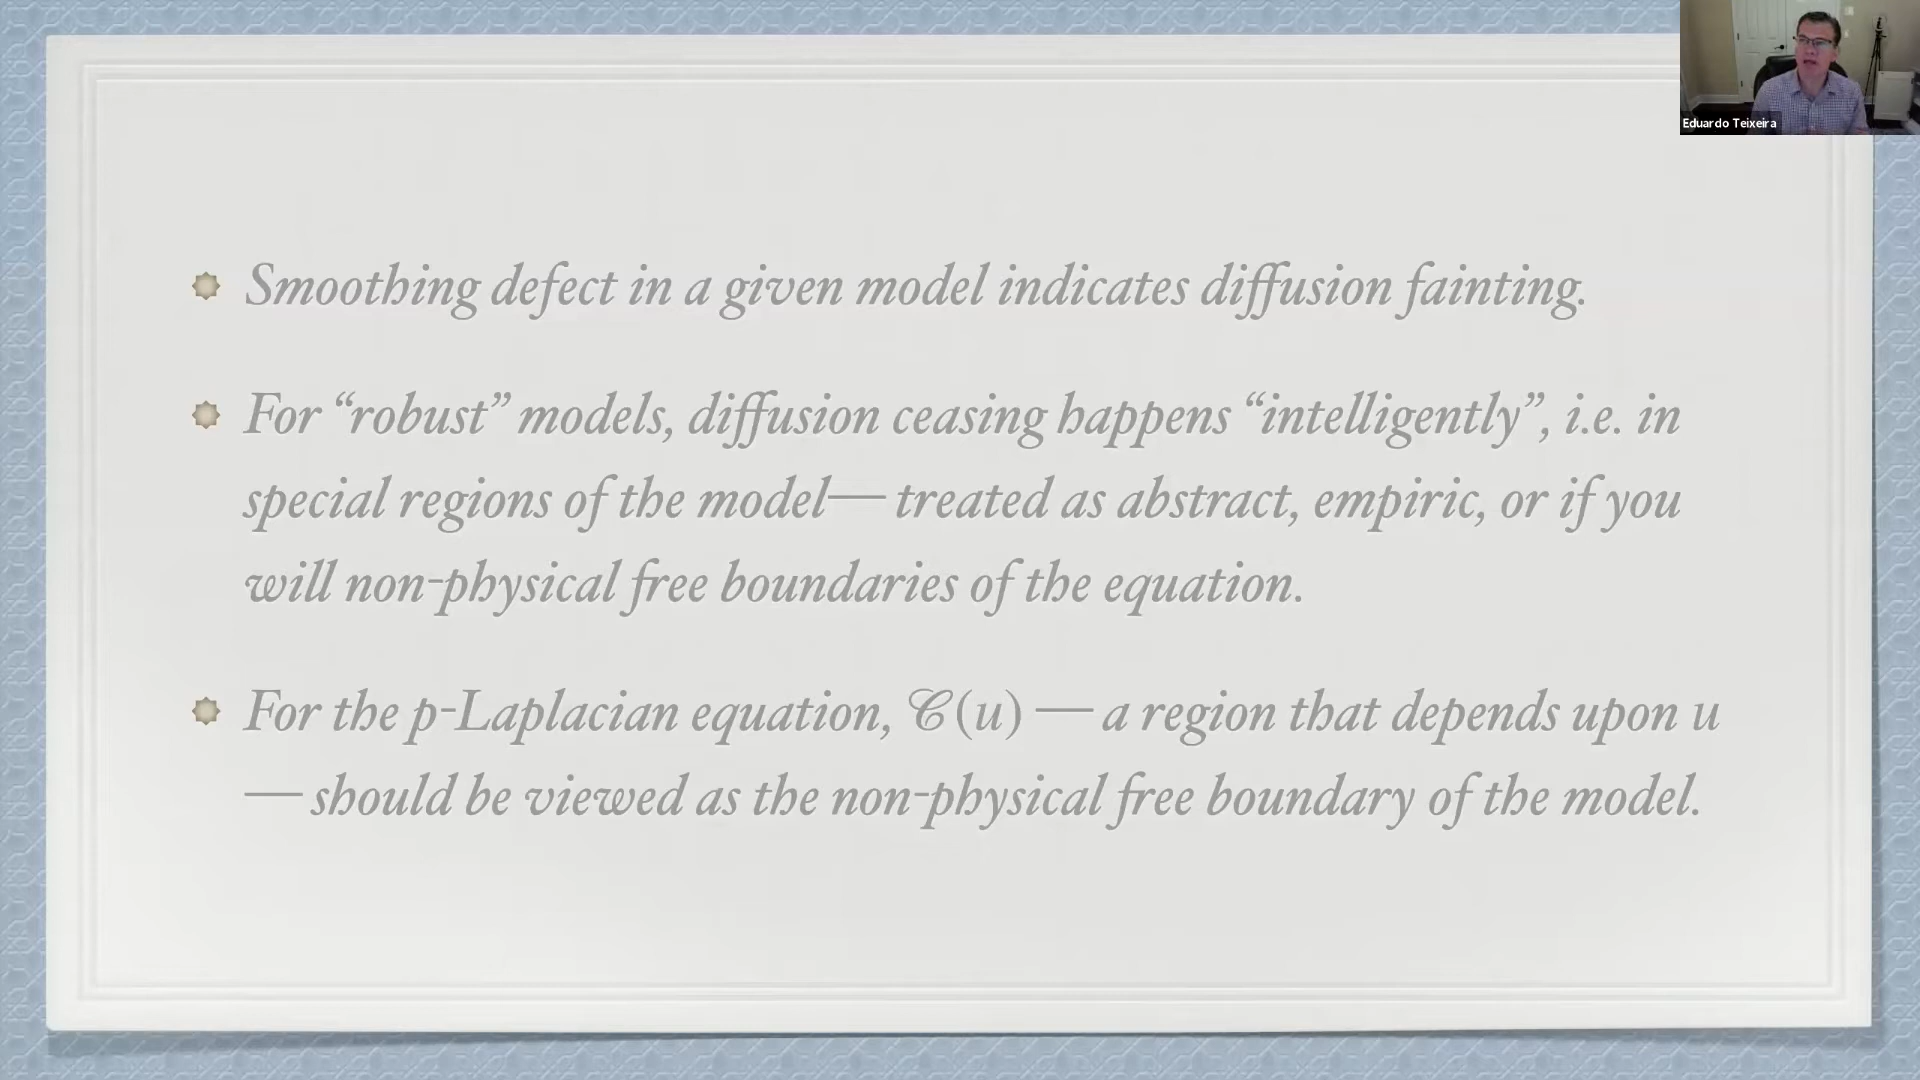 Eduardo Teixeira
Smoothing defect in a given model indicates diffusion fainting.
For “robust” models, diffusion ceasing happens “intelligently”, i.e. in
special regions of the model— treated as abstract, empiric, or if you
will non-physical free boundaries of the equation.
For the p-Laplacian equation, 𝒞(u) — a region that depends upon u
— should be viewed as the non-physical free boundary of the model.